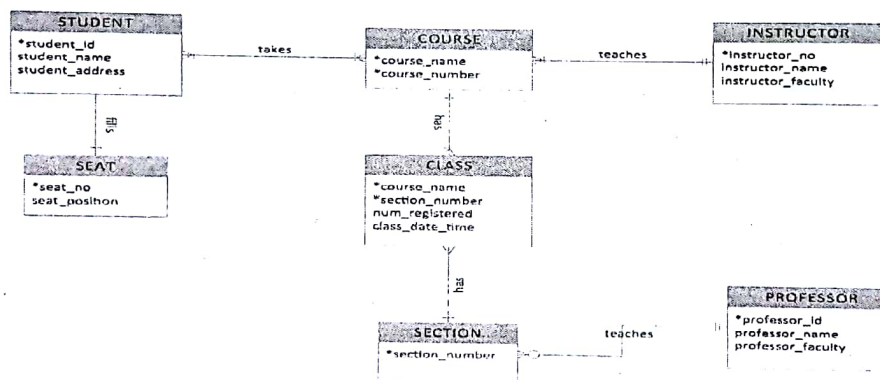 STUDENT
*student_id
student_name
student_address
takes
COURSE
*course_name
*course_number
teaches
INSTRUCTOR
*instructor_no
instructor_name
instructor_faculty
fills
has
SEAT
*seat_no
seat_position
CLASS
*course_name
*section_number
num_registered
class_date_time
has
SECTION
*section_number
teaches
PROFESSOR
*professor_id
professor_name
professor_faculty